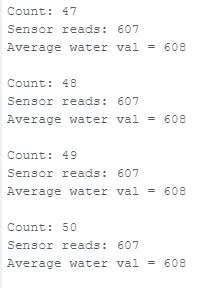 Count: 47
Sensor reads: 607
Average water val = 608
Count: 48
Sensor reads: 607
Average water val = 608
Count: 49
Sensor reads: 607
Average water val = 608
Count: 50
Sensor reads: 607
Average water val = 608